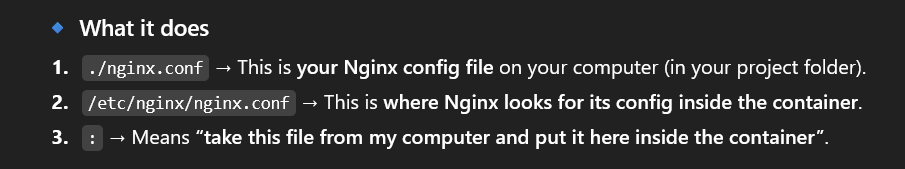 What it does
1. ./nginx.conf → This is your Nginx config file on your computer (in your project folder).
2. /etc/nginx/nginx.conf → This is where Nginx looks for its config inside the container.
3. : → Means “take this file from my computer and put it here inside the container”.